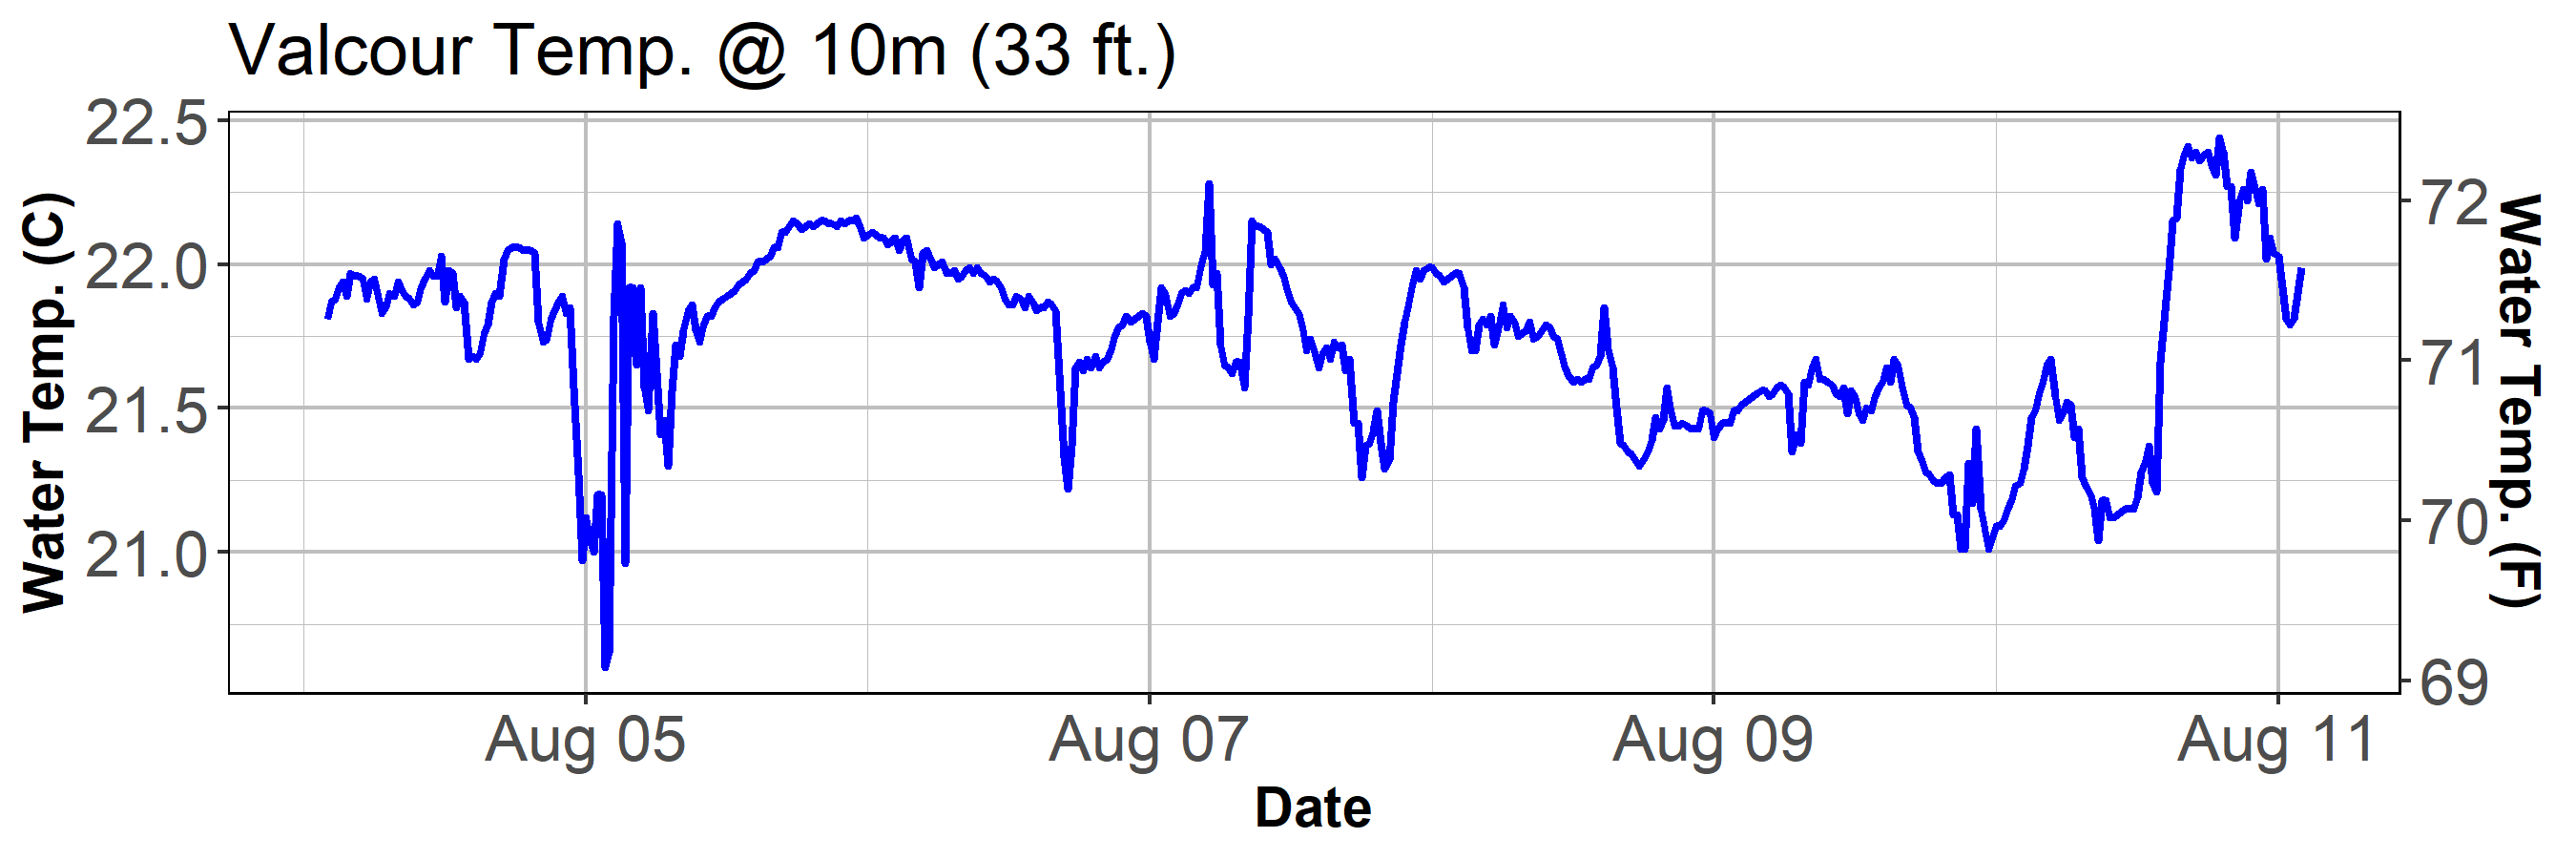 Valcour Temp. @ 10m (33 ft.)
Water Temp. (C)
22.5
22.0
21.5
21.0
72
71
70
69
Water Temp. (F)
Aug 05
Aug 07
Aug 09
Aug 11
Date